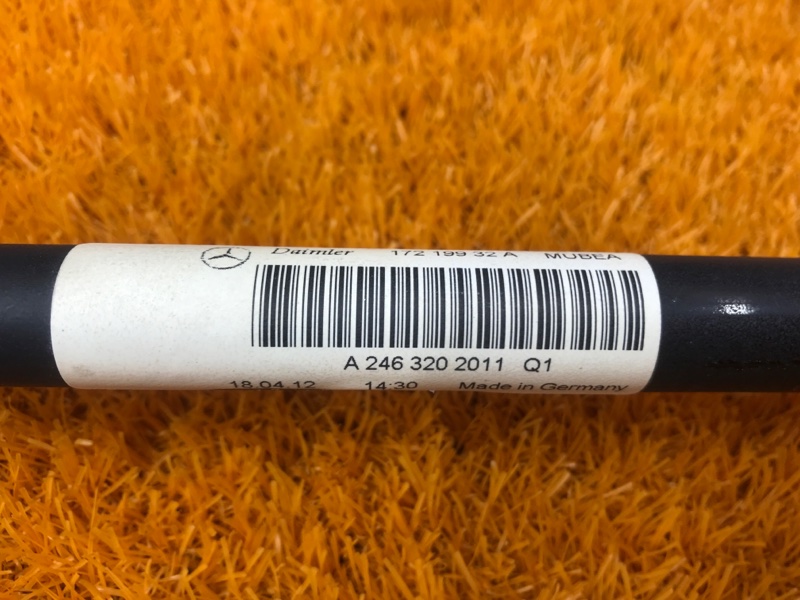 Daimler 172 199 32 A MUBEA
A 246 320 2011 Q1
18.04.12 14:30 Made in Germany